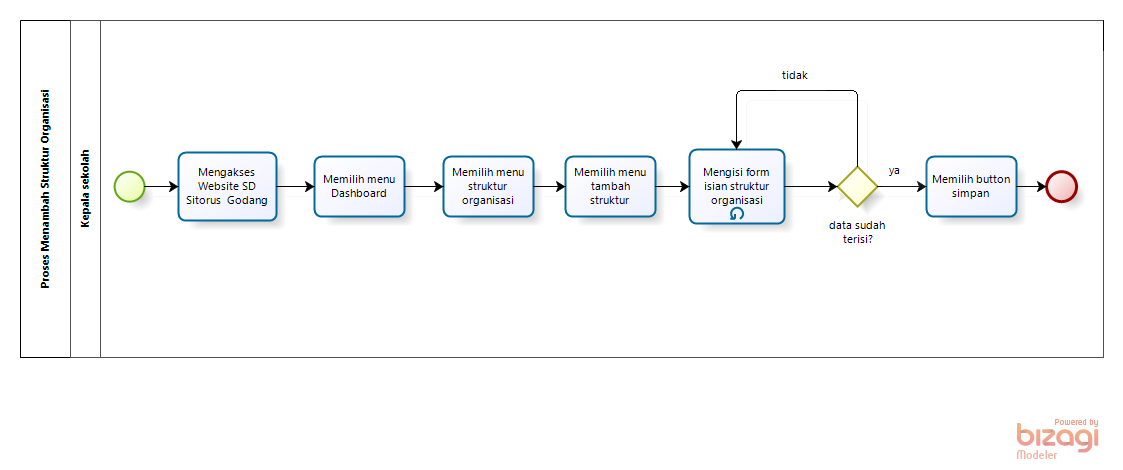 Proses Menambah Struktur Organisasi
Kepala sekolah
Mengakses
Website SD
Sitorus Godang
Memilih menu
Dashboard
Memilih menu
struktur
organisasi
Memilih menu
tambah
struktur
Mengisi form
isian struktur
organisasi
tidak
data sudah
terisi?
ya
Memilih button
simpan
Powered by
bizagi
Modeler